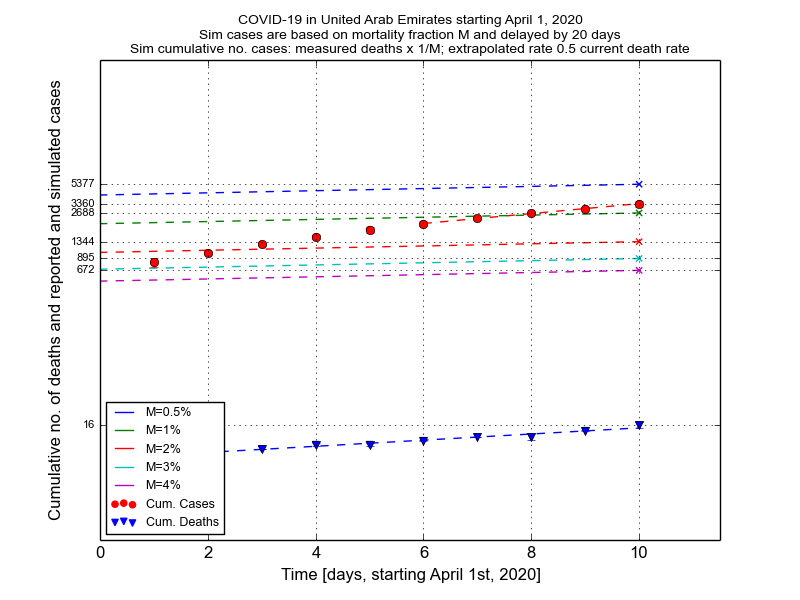 COVID-19 in United Arab Emirates starting April 1, 2020
Sim cases are based on mortality fraction M and delayed by 20 days
Sim cumulative no. cases: measured deaths x 1/M; extrapolated rate 0.5 current death rate
Cumulative no. of deaths and reported and simulated cases
5377
3360
2688
1344
895
672
16
M=0.5%
M=1%
M=2%
M=3%
M=4%
Cum. Cases
Cum. Deaths
0 2 4 6 8 10
Time [days, starting April 1st, 2020]